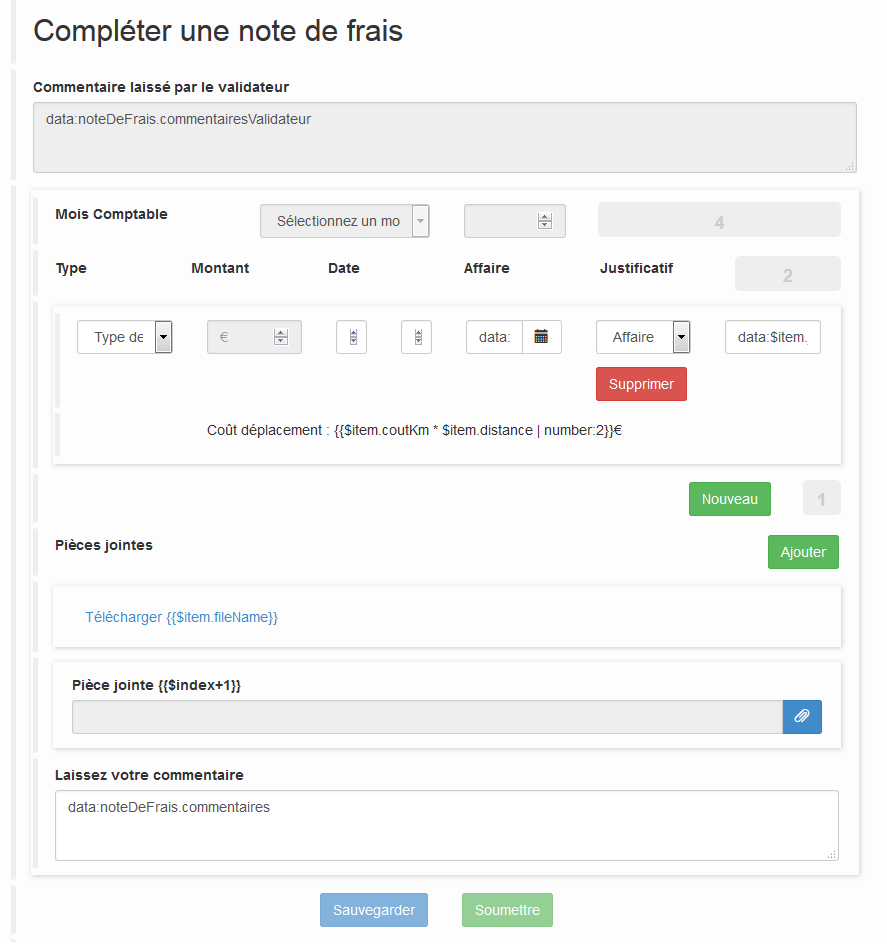 Compléter une note de frais
Commentaire laissé par le validateur
data:noteDeFrais.commentairesValidateur
Mois Comptable Sélectionnez un mo 4
Type Montant Date Affaire Justificatif 2
Type de € data: Affaire data:$item.
Supprimer
Coût déplacement : {{$item.coutKm * $item.distance | number:2}}€
Nouveau 1
Pièces jointes Ajouter
Télécharger {{$item.fileName}}
Pièce jointe {{$index+1}}
Laissez votre commentaire
data:noteDeFrais.commentaires
Sauvegarder Soumettre